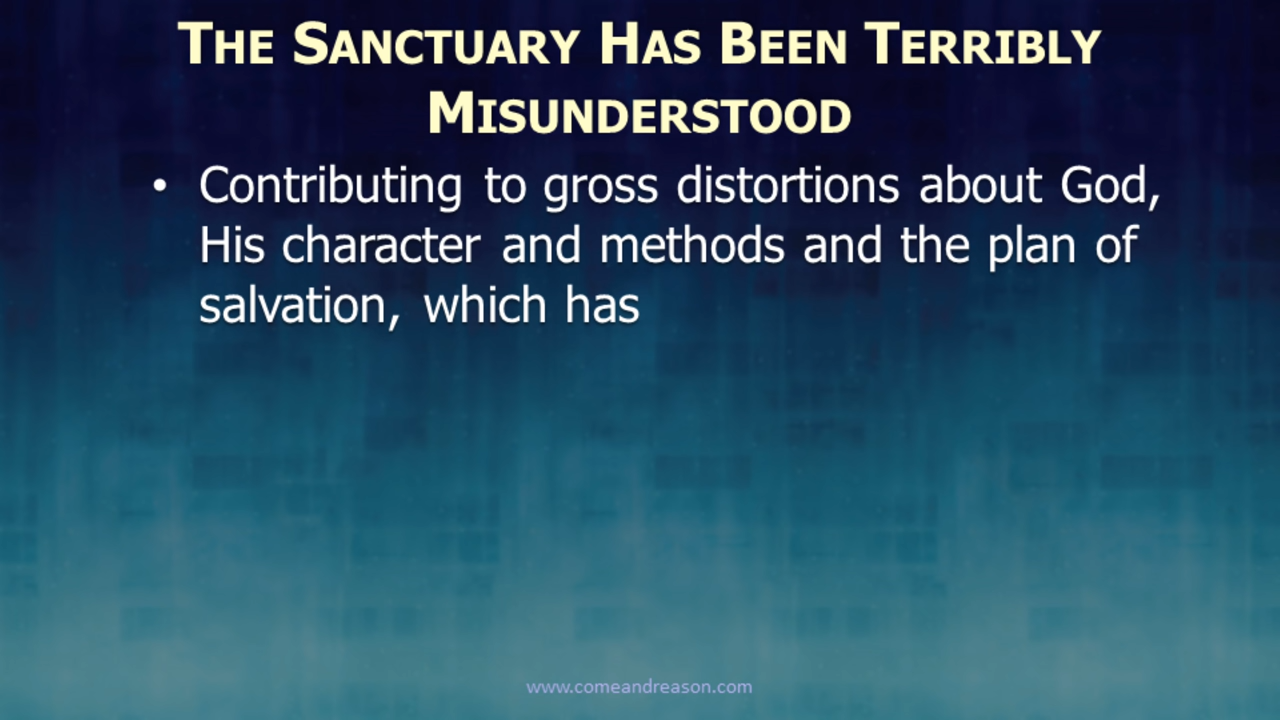 THE SANCTUARY HAS BEEN TERRIBLY
MISUNDERSTOOD
• Contributing to gross distortions about God,
His character and methods and the plan of
salvation, which has
www.comeandreason.com